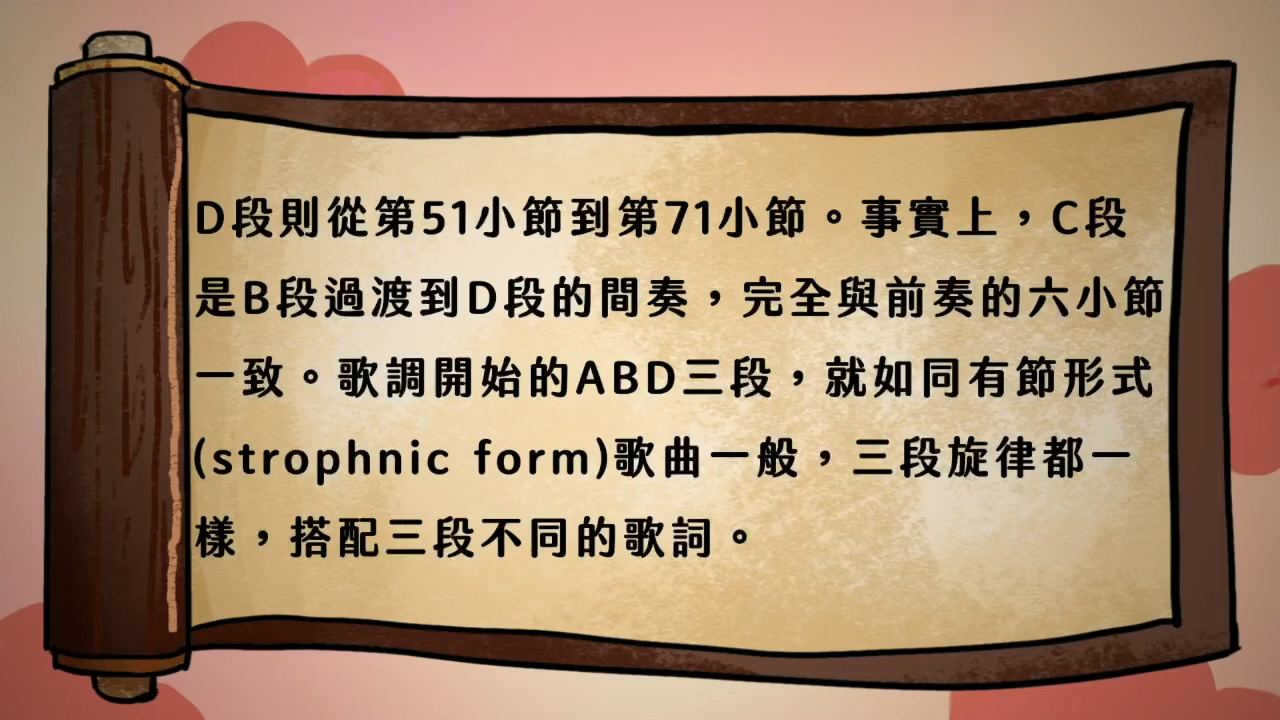 D段則從第51小節到第71小節。事實上，C段
是B段過渡到D段的間奏，完全與前奏的六小節
一致。歌調開始的ABD三段，就如同有節形式
(strophnic form)歌曲一般，三段旋律都一
樣，搭配三段不同的歌詞。